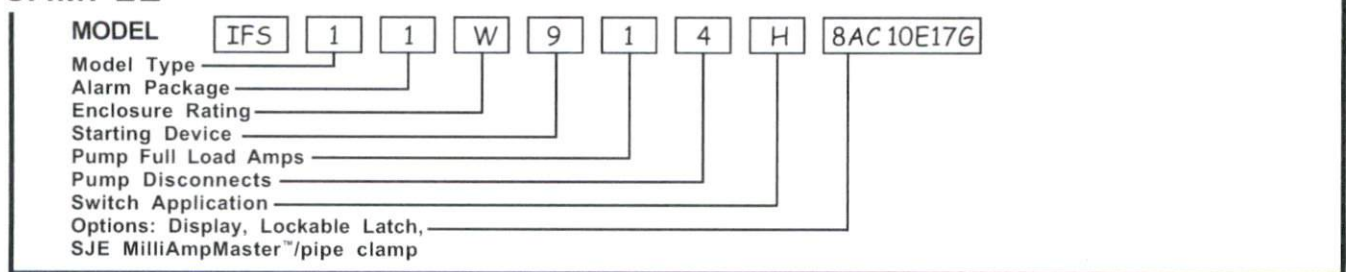 MODEL IFS 1 1 W 9 1 4 H 8AC10E17G
Model Type
Alarm Package
Enclosure Rating
Starting Device
Pump Full Load Amps
Pump Disconnects
Switch Application
Options: Display, Lockable Latch,
SJE MilliAmpMaster™/pipe clamp